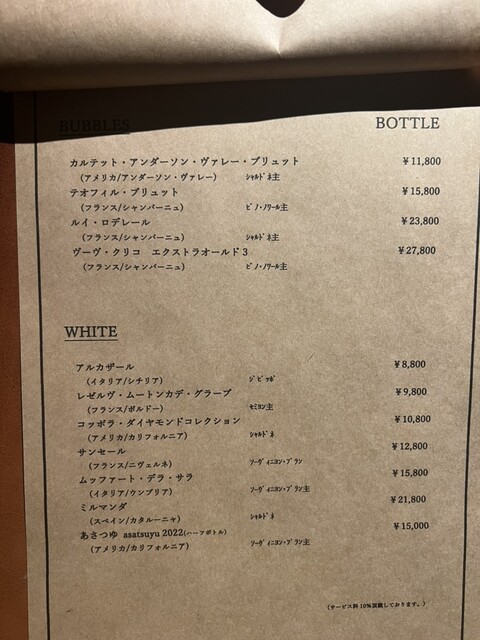 BUBBLES BOTTLE
カルテット・アンダーソン・ヴァレー・ブリュット ¥11,800
(アメリカ/アンダーソン・ヴァレー) ｼｬﾙﾄﾞﾈ主
テオフィル・ブリュット ¥15,800
(フランス/シャンパーニュ) ﾋﾟﾉ･ﾉﾜｰﾙ主
ルイ・ロデレール ¥23,800
(フランス/シャンパーニュ) ｼｬﾙﾄﾞﾈ主
ヴーヴ・クリコ エクストラオールド3 ¥27,800
(フランス/シャンパーニュ) ﾋﾟﾉ･ﾉﾜｰﾙ主
WHITE
アルカザール ¥8,800
(イタリア/シチリア) ｼﾞﾋﾞｯﾎﾞ
レゼルヴ・ムートンカデ・グラーブ ¥9,800
(フランス/ボルドー) ｾﾐﾖﾝ主
コッポラ・ダイヤモンドコレクション ¥10,800
(アメリカ/カリフォルニア) ｼｬﾙﾄﾞﾈ
サンセール ¥12,800
(フランス/ニヴェルネ) ｿｰｳﾞｨﾆﾖﾝ･ﾌﾞﾗﾝ
ムッファート・デラ・サラ ¥15,800
(イタリア/ウンブリア) ｿｰｳﾞｨﾆﾖﾝ･ﾌﾞﾗﾝ主
ミルマンダ ¥21,800
(スペイン/カタルーニャ) ｼｬﾙﾄﾞﾈ
あさつゆ asatsuyu 2022(ハーフボトル) ¥15,000
(アメリカ/カリフォルニア) ｿｰｳﾞｨﾆﾖﾝ･ﾌﾞﾗﾝ主
(サービス料10%頂戴しております。)